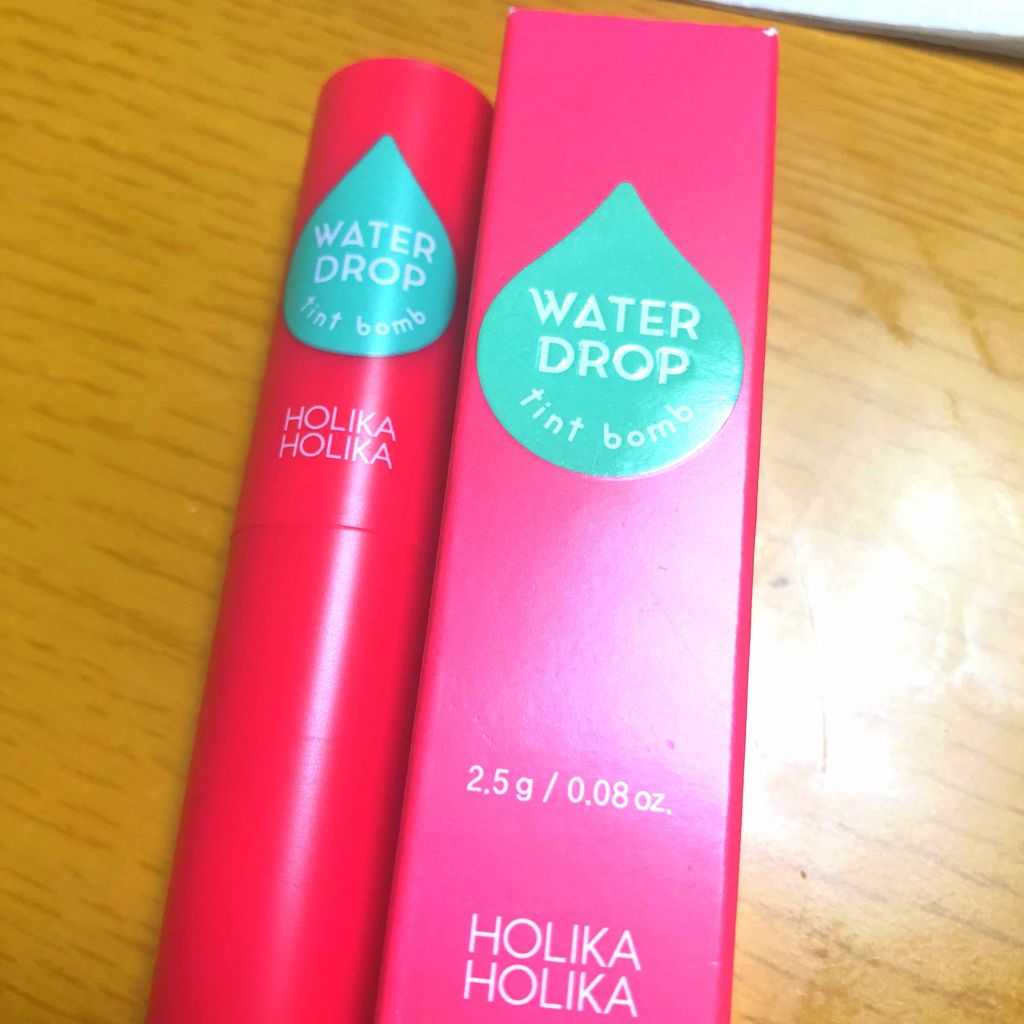 WATER
DROP
tint bomb
HOLIKA
HOLIKA
WATER
DROP
tint bomb
2.5 g / 0.08 oz.
HOLIKA
HOLIKA